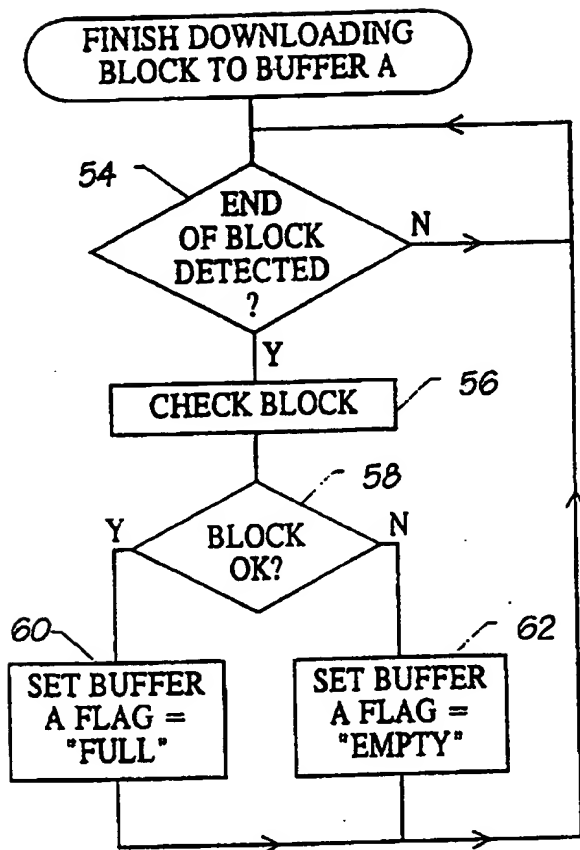 FINISH DOWNLOADING
BLOCK TO BUFFER A
54
END
OF BLOCK
DETECTED
?
N
Y
CHECK BLOCK
56
58
Y
BLOCK
OK?
N
60
SET BUFFER
A FLAG =
"FULL"
62
SET BUFFER
A FLAG =
"EMPTY"